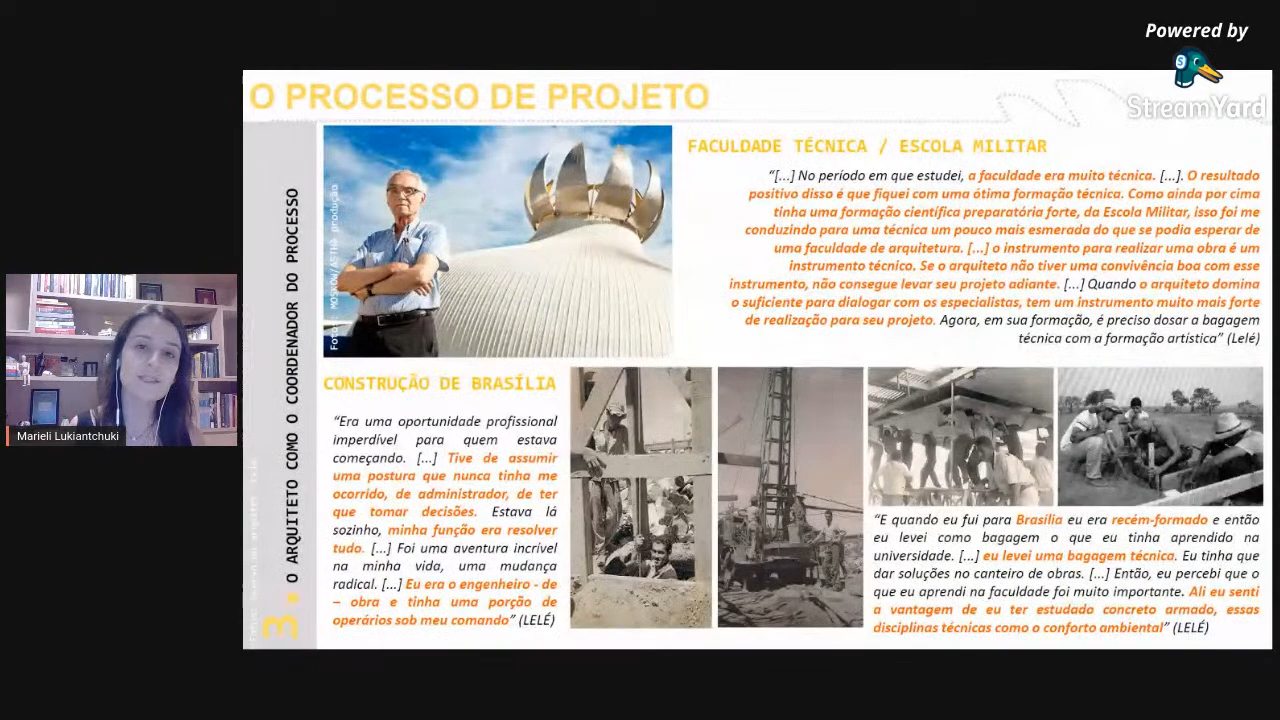 Powered by
StreamYard
O PROCESSO DE PROJETO
3. O ARQUITETO COMO O COORDENADOR DO PROCESSO
FACULDADE TÉCNICA / ESCOLA MILITAR
“[...] No período em que estudei, a faculdade era muito técnica. [...]. O resultado
positivo disso é que fiquei com uma ótima formação técnica. Como ainda por cima
tinha uma formação científica preparatória forte, da Escola Militar, isso foi me
conduzindo para uma técnica um pouco mais esmerada do que se podia esperar de
uma faculdade de arquitetura. [...] o instrumento para realizar uma obra é um
instrumento técnico. Se o arquiteto não tiver uma convivência boa com esse
instrumento, não consegue levar seu projeto adiante. [...] Quando o arquiteto domina
o suficiente para dialogar com os especialistas, tem um instrumento muito mais forte
de realização para seu projeto. Agora, em sua formação, é preciso dosar a bagagem
técnica com a formação artística” (Lelé)
CONSTRUÇÃO DE BRASÍLIA
“Era uma oportunidade profissional
imperdível para quem estava
começando. [...] Tive de assumir
uma postura que nunca tinha me
ocorrido, de administrador, de ter
que tomar decisões. Estava lá
sozinho, minha função era resolver
tudo. [...] Foi uma aventura incrível
na minha vida, uma mudança
radical. [...] Eu era o engenheiro - de
– obra e tinha uma porção de
operários sob meu comando” (LELÉ)
“E quando eu fui para Brasília eu era recém-formado e então
eu levei como bagagem o que eu tinha aprendido na
universidade. [...] eu levei uma bagagem técnica. Eu tinha que
dar soluções no canteiro de obras. [...] Então, eu percebi que o
que eu aprendi na faculdade foi muito importante. Ali eu senti
a vantagem de eu ter estudado concreto armado, essas
disciplinas técnicas como o conforto ambiental” (LELÉ)
Marieli Lukiantchuki